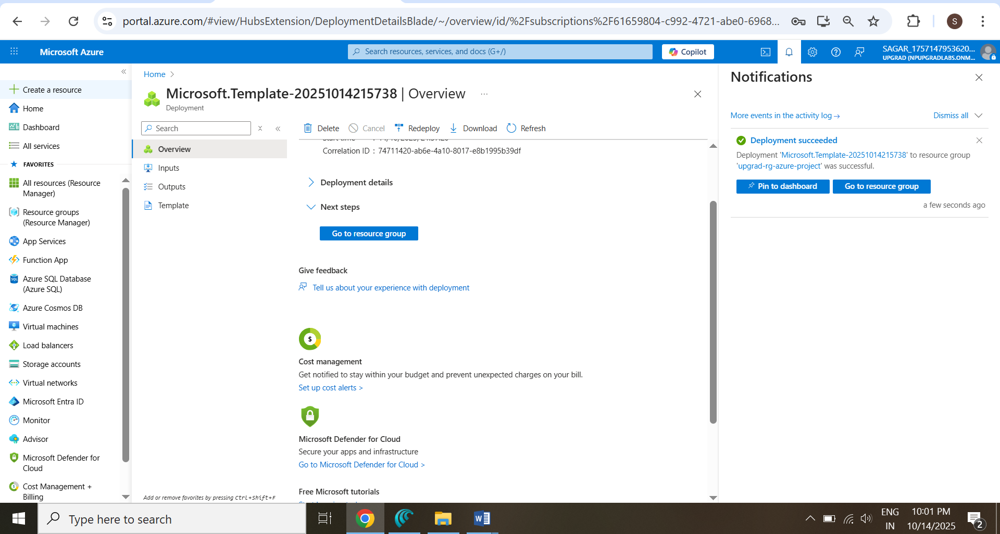 portal.azure.com/#view/HubsExtension/DeploymentDetailsBlade/~/overview/id/%2Fsubscriptions%2F61659804-c992-4721-abe0-6968...
S
Microsoft Azure
Search resources, services, and docs (G+/)
Copilot
SAGAR_1757147953620...
UPGRAD (NPUPGRADLABS.ONM...
Create a resource
Home
Dashboard
All services
FAVORITES
All resources (Resource
Manager)
Resource groups
(Resource Manager)
App Services
Function App
Azure SQL Database
(Azure SQL)
Azure Cosmos DB
Virtual machines
Load balancers
Storage accounts
Virtual networks
Microsoft Entra ID
Monitor
Advisor
Microsoft Defender for
Cloud
Cost Management +
Billing
Home
Microsoft.Template-20251014215738 | Overview
Deployment
Search
Overview
Inputs
Outputs
Template
Add or remove favorites by pressing Ctrl+Shift+F
Delete
Cancel
Redeploy
Download
Refresh
Correlation ID : 74711420-ab6e-4a10-8017-e8b1995b39df
Deployment details
Next steps
Go to resource group
Give feedback
Tell us about your experience with deployment
Cost management
Get notified to stay within your budget and prevent unexpected charges on your bill.
Set up cost alerts >
Microsoft Defender for Cloud
Secure your apps and infrastructure
Go to Microsoft Defender for Cloud >
Free Microsoft tutorials
Notifications
More events in the activity log →
Dismiss all
Deployment succeeded
Deployment 'Microsoft.Template-20251014215738' to resource group
'upgrad-rg-azure-project' was successful.
Pin to dashboard
Go to resource group
a few seconds ago
Type here to search
ENG
IN
10:01 PM
10/14/2025
2